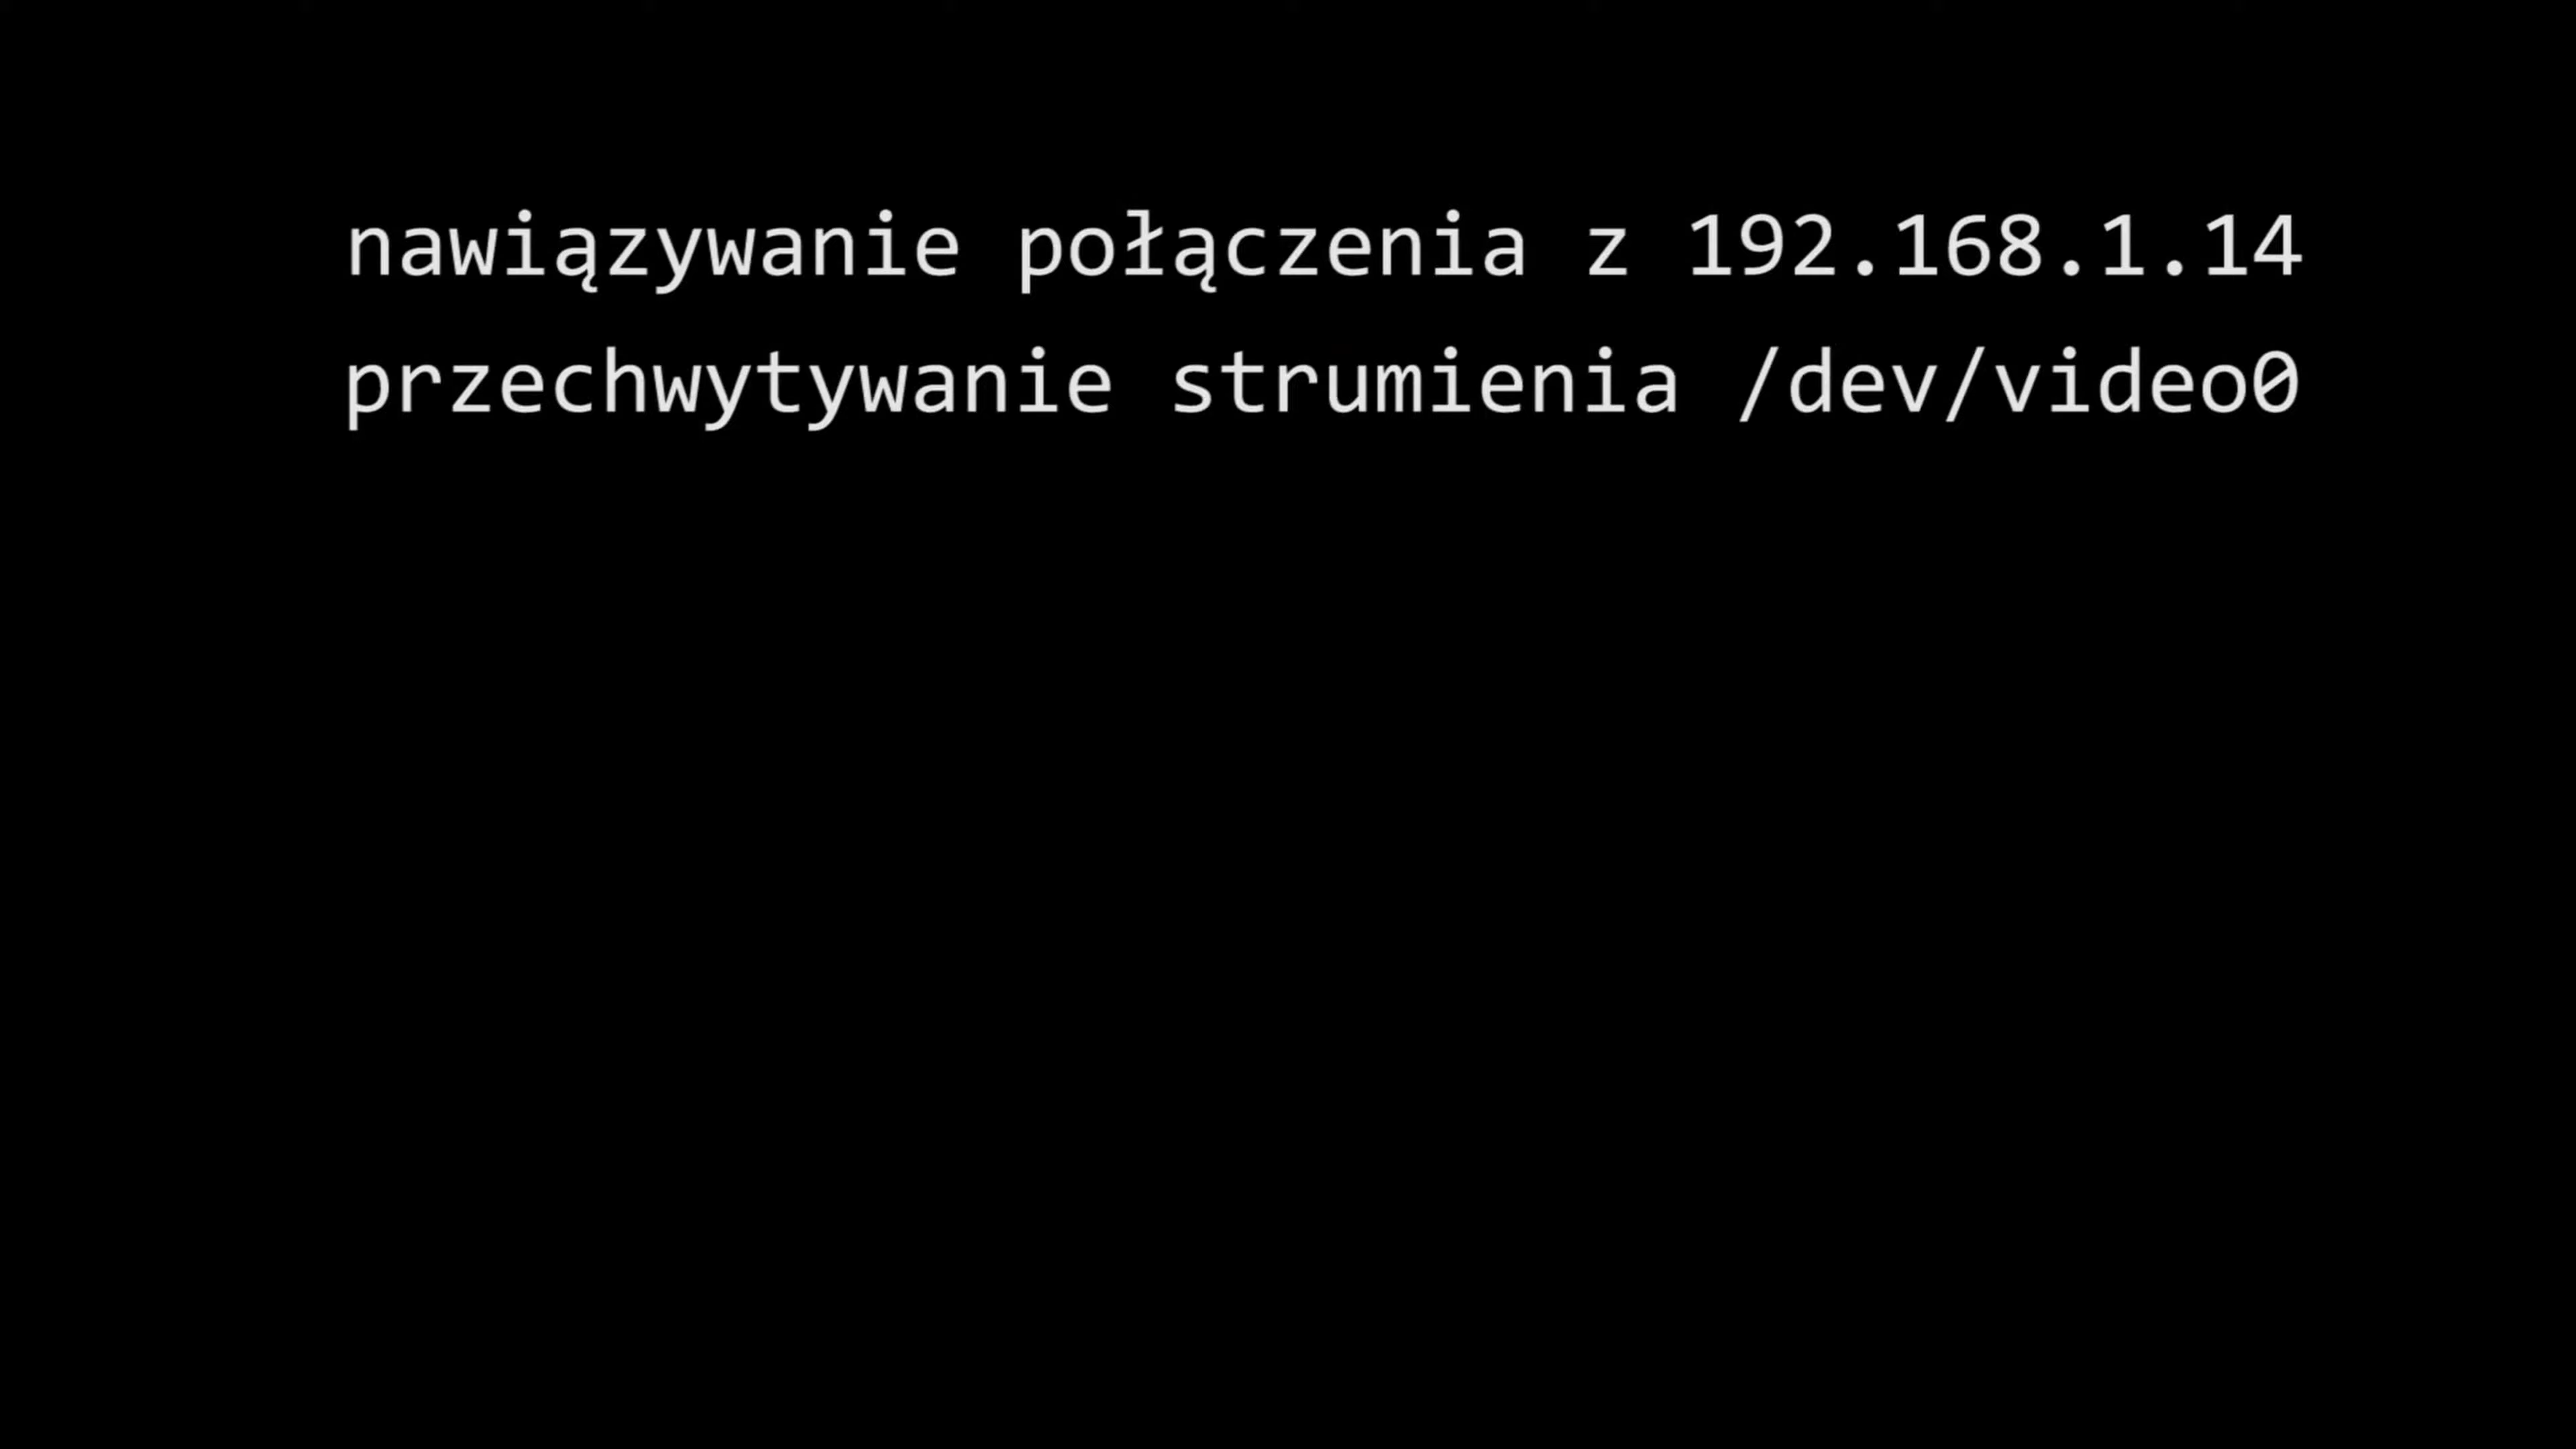 nawiązywanie połączenia z 192.168.1.14
przechwytywanie strumienia /dev/video0